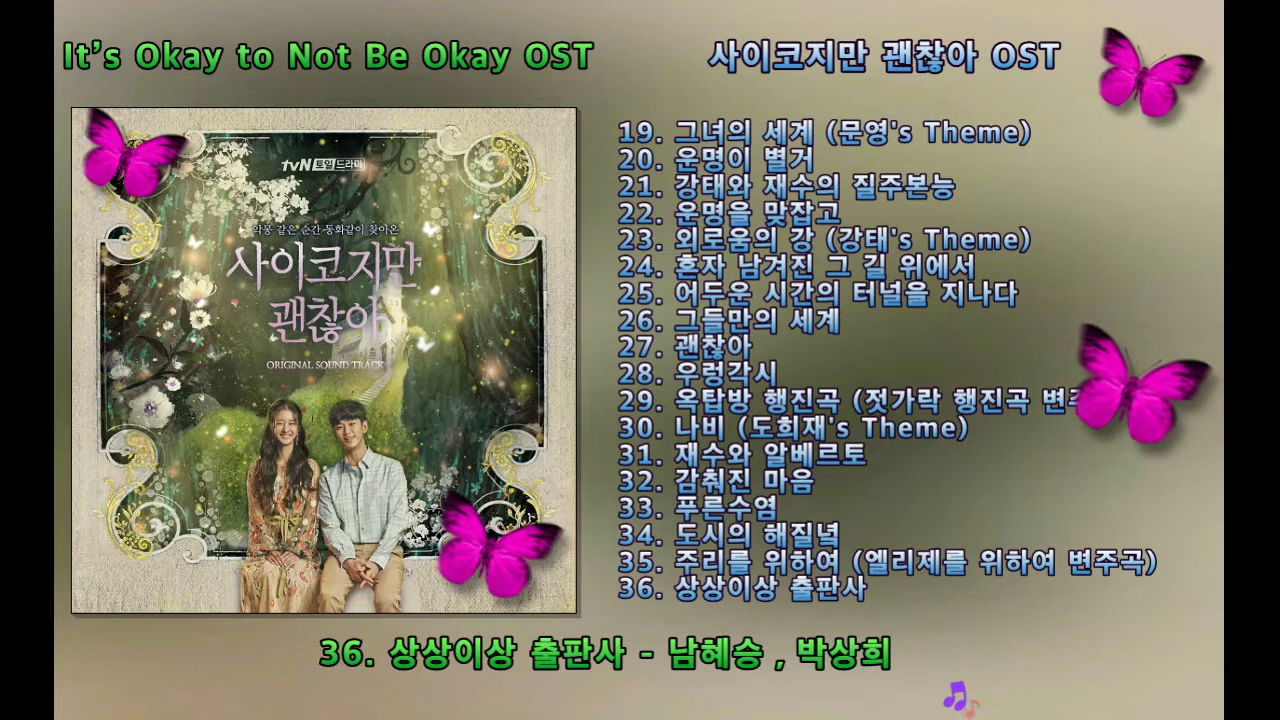 It's Okay to Not Be Okay OST
사이코지만 괜찮아 OST
tvN 토일드라마
악몽 같은 순간 동화같이 찾아온
사이코지만
괜찮아
ORIGINAL SOUND TRACK
19. 그녀의 세계 (문영's Theme)
20. 운명이 별거
21. 강태와 재수의 질주본능
22. 운명을 맞잡고
23. 외로움의 강 (강태's Theme)
24. 혼자 남겨진 그 길 위에서
25. 어두운 시간의 터널을 지나다
26. 그들만의 세계
27. 괜찮아
28. 우렁각시
29. 옥탑방 행진곡 (젓가락 행진곡
30. 나비 (도희재's Theme)
31. 재수와 알베르토
32. 감춰진 마음
33. 푸른수염
34. 도시의 해질녘
35. 주리를 위하여 (엘리제를 위하여 변주곡)
36. 상상이상 출판사
36. 상상이상 출판사 - 남혜승 , 박상희